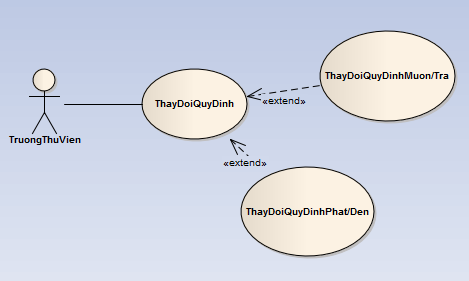 ThayDoiQuyDinhMuon/Tra
ThayDoiQuyDinh
«extend»
TruongThuVien
«extend»
ThayDoiQuyDinhPhat/Den